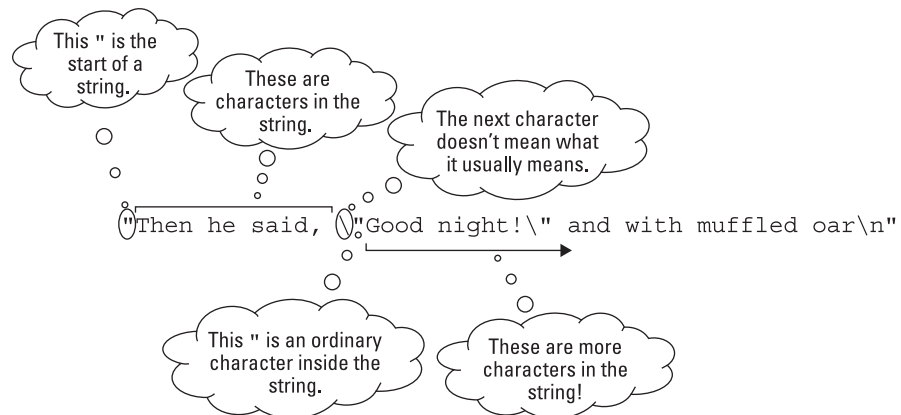 This " is the
start of a
string.
These are
characters in the
string.
The next character
doesn't mean what
it usually means.
"Then he said, \"Good night!\" and with muffled oar\n"
This " is an ordinary
character inside the
string.
These are more
characters in the
string!